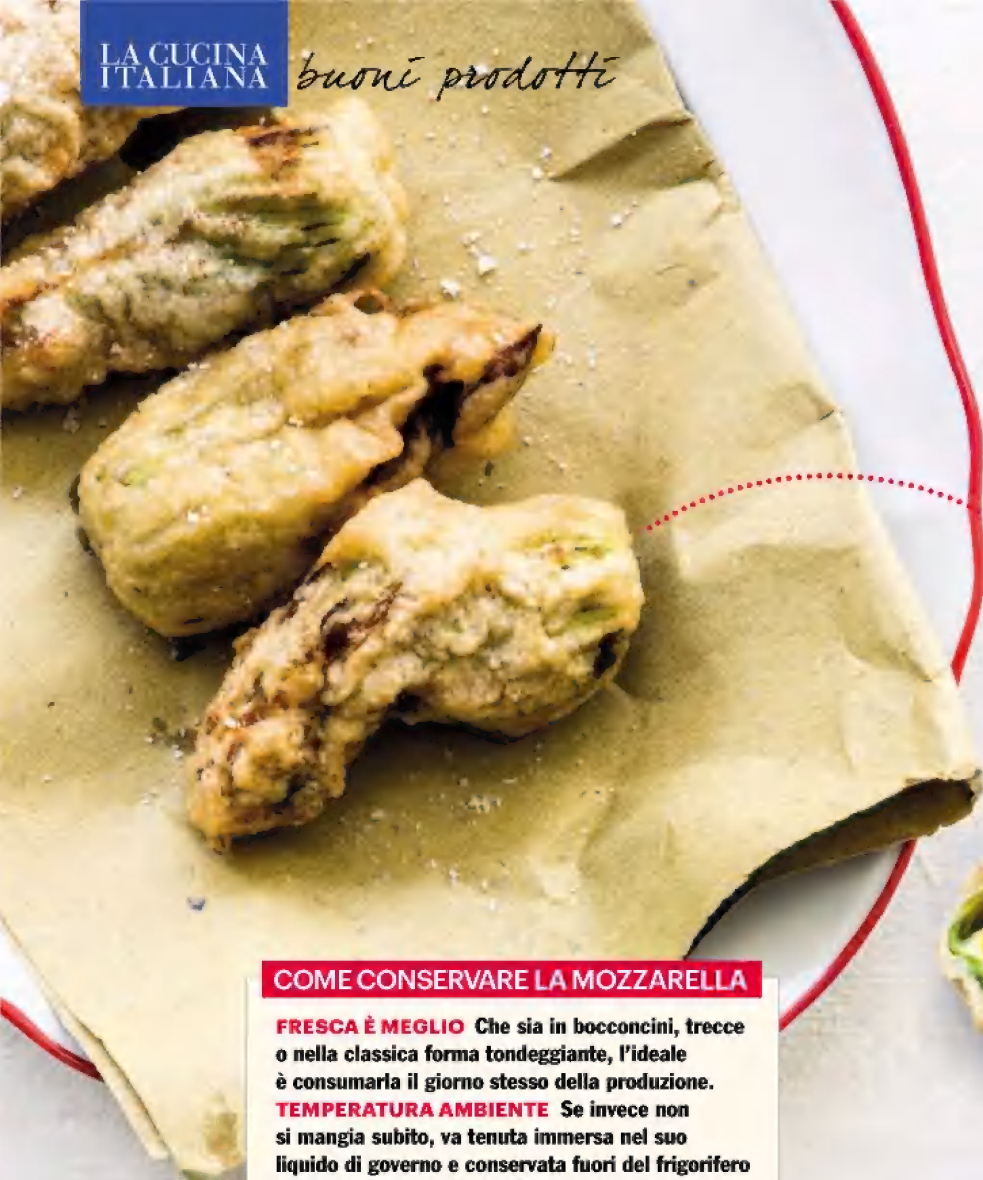 LA CUCINA
ITALIANA
buoni prodotti
COME CONSERVARE LA MOZZARELLA
FRESCA È MEGLIO Che sia in bocconcini, trecce
o nella classica forma tondeggiante, l'ideale
è consumarla il giorno stesso della produzione.
TEMPERATURA AMBIENTE Se invece non
si mangia subito, va tenuta immersa nel suo
liquido di governo e conservata fuori del frigorifero